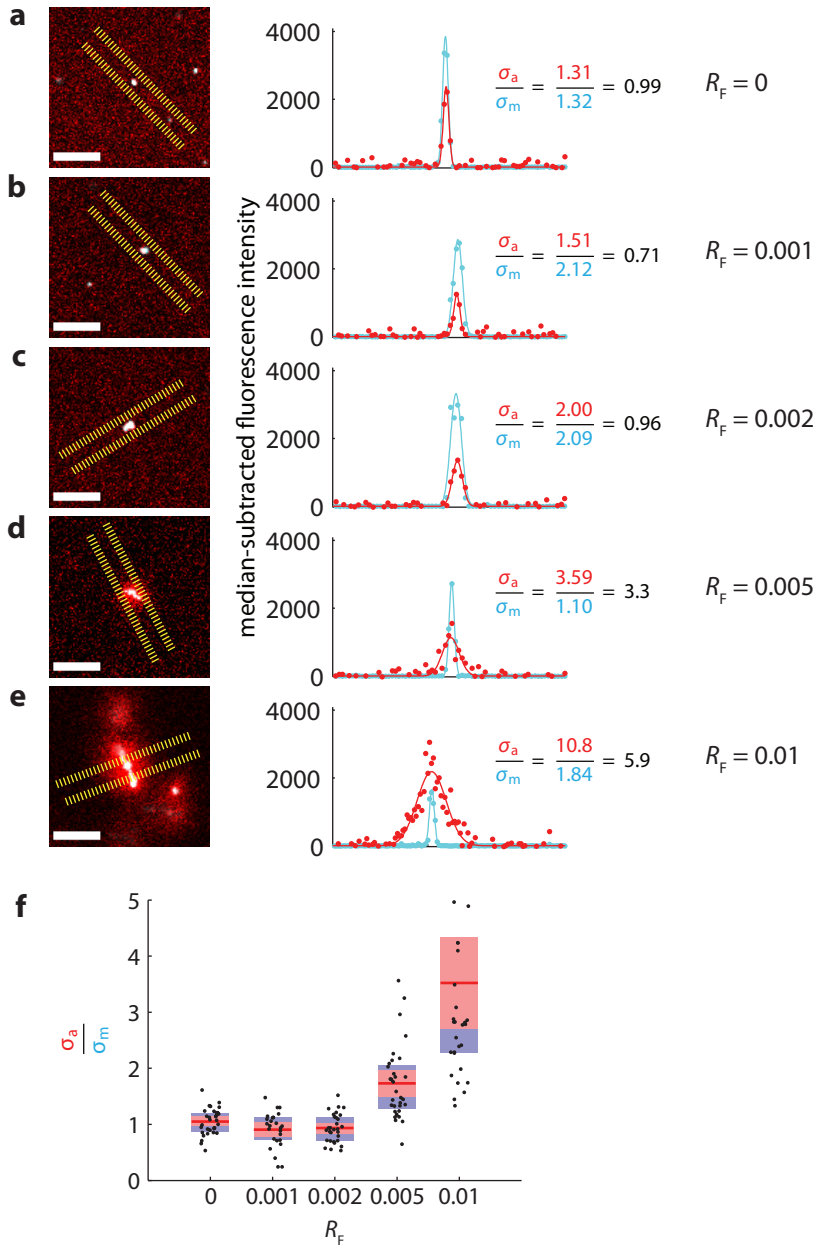 a
4000
2000
0
σa/σm = 1.31/1.32 = 0.99
RF = 0
b
4000
2000
0
σa/σm = 1.51/2.12 = 0.71
RF = 0.001
c
4000
2000
0
σa/σm = 2.00/2.09 = 0.96
RF = 0.002
d
4000
2000
0
σa/σm = 3.59/1.10 = 3.3
RF = 0.005
e
4000
2000
0
σa/σm = 10.8/1.84 = 5.9
RF = 0.01
median-subtracted fluorescence intensity
f
5
4
3
2
1
0
σa/σm
0 0.001 0.002 0.005 0.01
RF